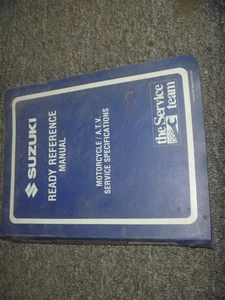 SUZUKI
READY REFERENCE
MANUAL
MOTORCYCLE / A.T.V.
SERVICE SPECIFICATIONS
the Service
team